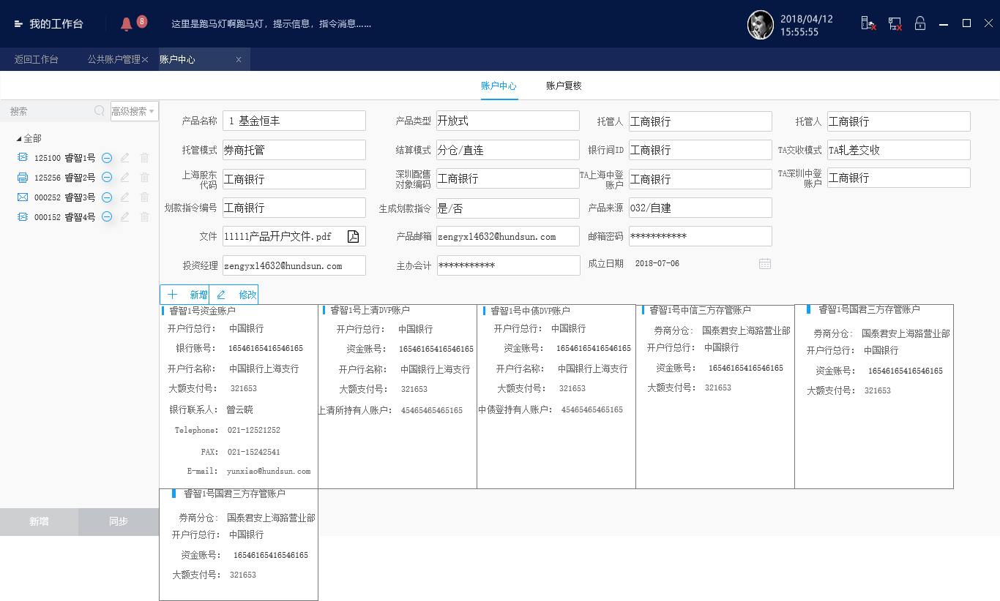 我的工作台
8
这里是跑马灯啊跑马灯，提示信息，指令消息……
2018/04/12
15:55:55
返回工作台
公共账户管理×
账户中心 ×
账户中心
账户复核
搜索
高级搜索
全部
125100 睿智1号
125256 睿智2号
000252 睿智3号
000152 睿智4号
新增
同步
产品名称 1 基金恒丰
产品类型 开放式
托管人 工商银行
托管人 工商银行
托管模式 券商托管
结算模式 分仓/直连
银行间ID 工商银行
TA交收模式 TA轧差交收
上海股东
代码
工商银行
深圳配售
对象编码
工商银行
TA上海中登
账户
工商银行
TA深圳中登
账户
工商银行
划款指令编号 工商银行
生成划款指令 是/否
产品来源 032/自建
文件 11111产品开户文件.pdf
产品邮箱 zengyx14632@hundsun.com
邮箱密码 ***********
投资经理 zengyx14632@hundsun.com
主办会计 ***********
成立日期 2018-07-06
新增
修改
睿智1号资金账户
开户行总行： 中国银行
银行账号： 16546165416546165
开户行名称： 中国银行上海支行
大额支付号： 321653
银行联系人： 曾云晓
Telephone： 021-12521252
FAX： 021-15242541
E-mail： yunxiao@hundsun.com
睿智1号上清DVP账户
开户行总行： 中国银行
资金账号： 16546165416546165
开户行名称： 中国银行上海支行
大额支付号： 321653
上清所持有人账户： 45465465465165
睿智1号中债DVP账户
开户行总行： 中国银行
资金账号： 16546165416546165
开户行名称： 中国银行上海支行
大额支付号： 321653
中债登持有人账户： 45465465465165
睿智1号中信三方存管账户
券商分仓： 国泰君安上海路营业部
开户行总行： 中国银行
资金账号： 16546165416546165
大额支付号： 321653
睿智1号国君三方存管账户
券商分仓： 国泰君安上海路营业部
开户行总行： 中国银行
资金账号： 16546165416546165
大额支付号： 321653
睿智1号国君三方存管账户
券商分仓： 国泰君安上海路营业部
开户行总行： 中国银行
资金账号： 16546165416546165
大额支付号： 321653